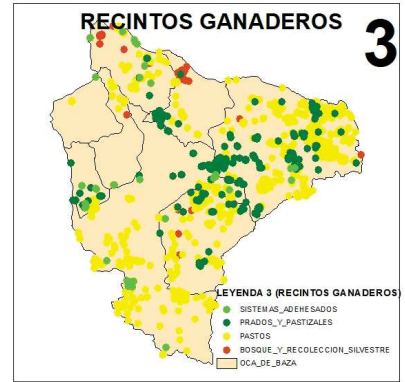 RECINTOS GANADEROS
3
LEYENDA 3 (RECINTOS GANADEROS)
SISTEMAS_ADEHESADOS
PRADOS_Y_PASTIZALES
PASTOS
BOSQUE_Y_RECOLECCION_SILVESTRE
OCA_DE_BAZA